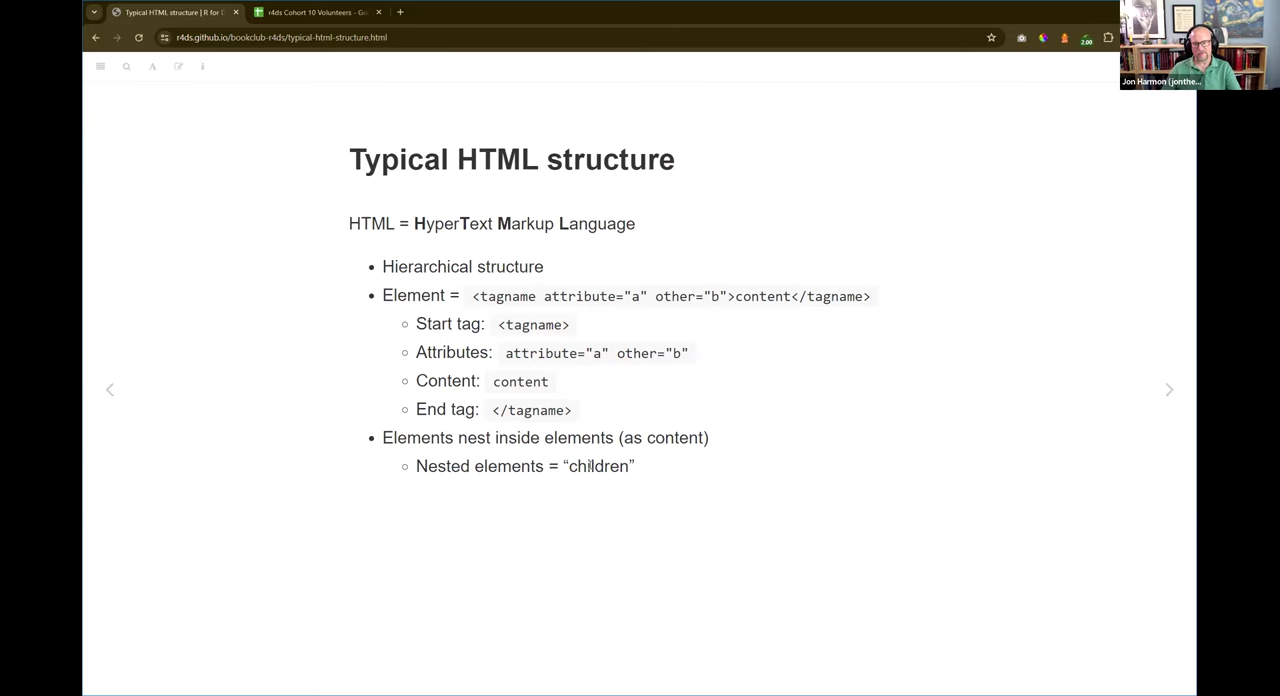 Typical HTML structure | R for D
r4ds Cohort 10 Volunteers - Go
r4ds.github.io/bookclub-r4ds/typical-html-structure.html
2.00
Jon Harmon (jonthe...
Typical HTML structure
HTML = HyperText Markup Language
Hierarchical structure
Element = <tagname attribute="a" other="b">content</tagname>
Start tag: <tagname>
Attributes: attribute="a" other="b"
Content: content
End tag: </tagname>
Elements nest inside elements (as content)
Nested elements = “children”